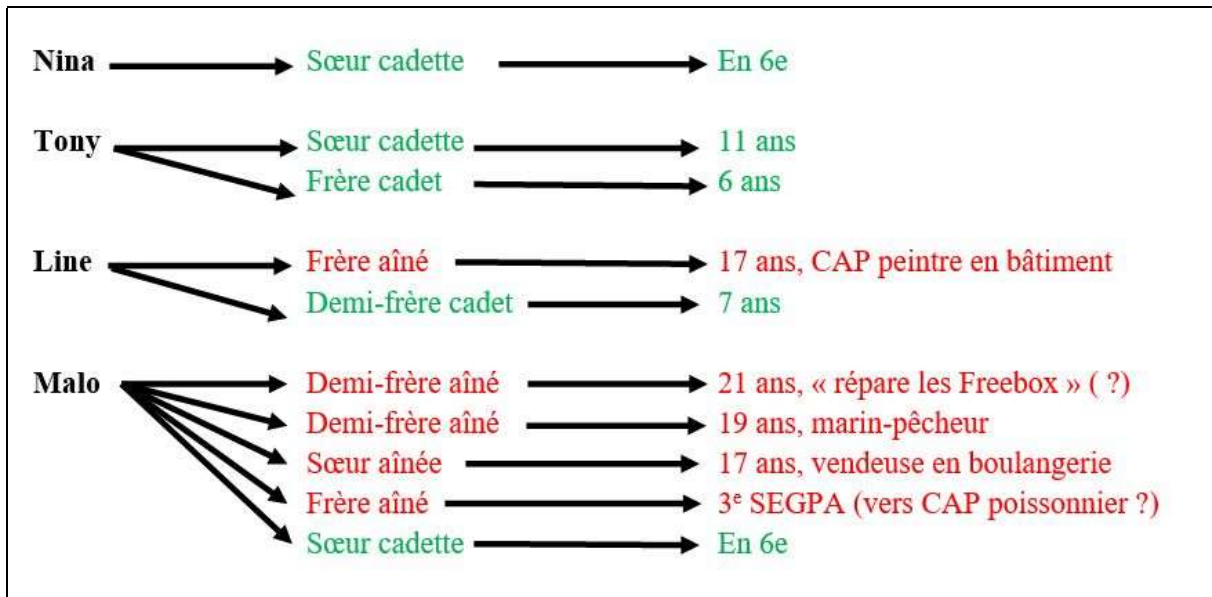 Nina Sœur cadette En 6e
Tony Sœur cadette 11 ans
Frère cadet 6 ans
Line Frère aîné 17 ans, CAP peintre en bâtiment
Demi-frère cadet 7 ans
Malo Demi-frère aîné 21 ans, « répare les Freebox » ( ?)
Demi-frère aîné 19 ans, marin-pêcheur
Sœur aînée 17 ans, vendeuse en boulangerie
Frère aîné 3e SEGPA (vers CAP poissonnier ?)
Sœur cadette En 6e